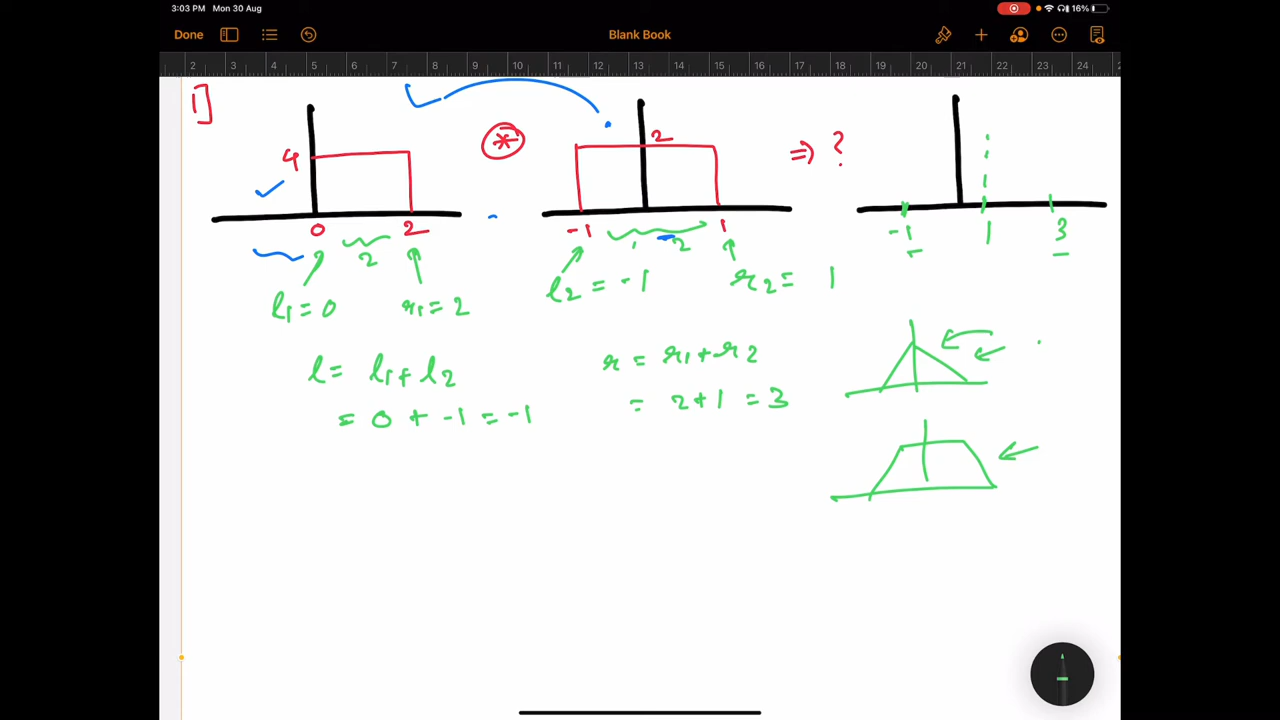 3:03 PM Mon 30 Aug
16%
Done
Blank Book
2 3 4 5 6 7 8 9 10 11 12 13 14 15 16 17 18 19 20 21 22 23 24
1]
4 * 2 => ?
0 2 -1 1 -1 1 3
2 2
l1 = 0 r1 = 2 l2 = -1 r2 = 1
l = l1 + l2 r = r1 + r2
= 0 + -1 = -1 = 2 + 1 = 3